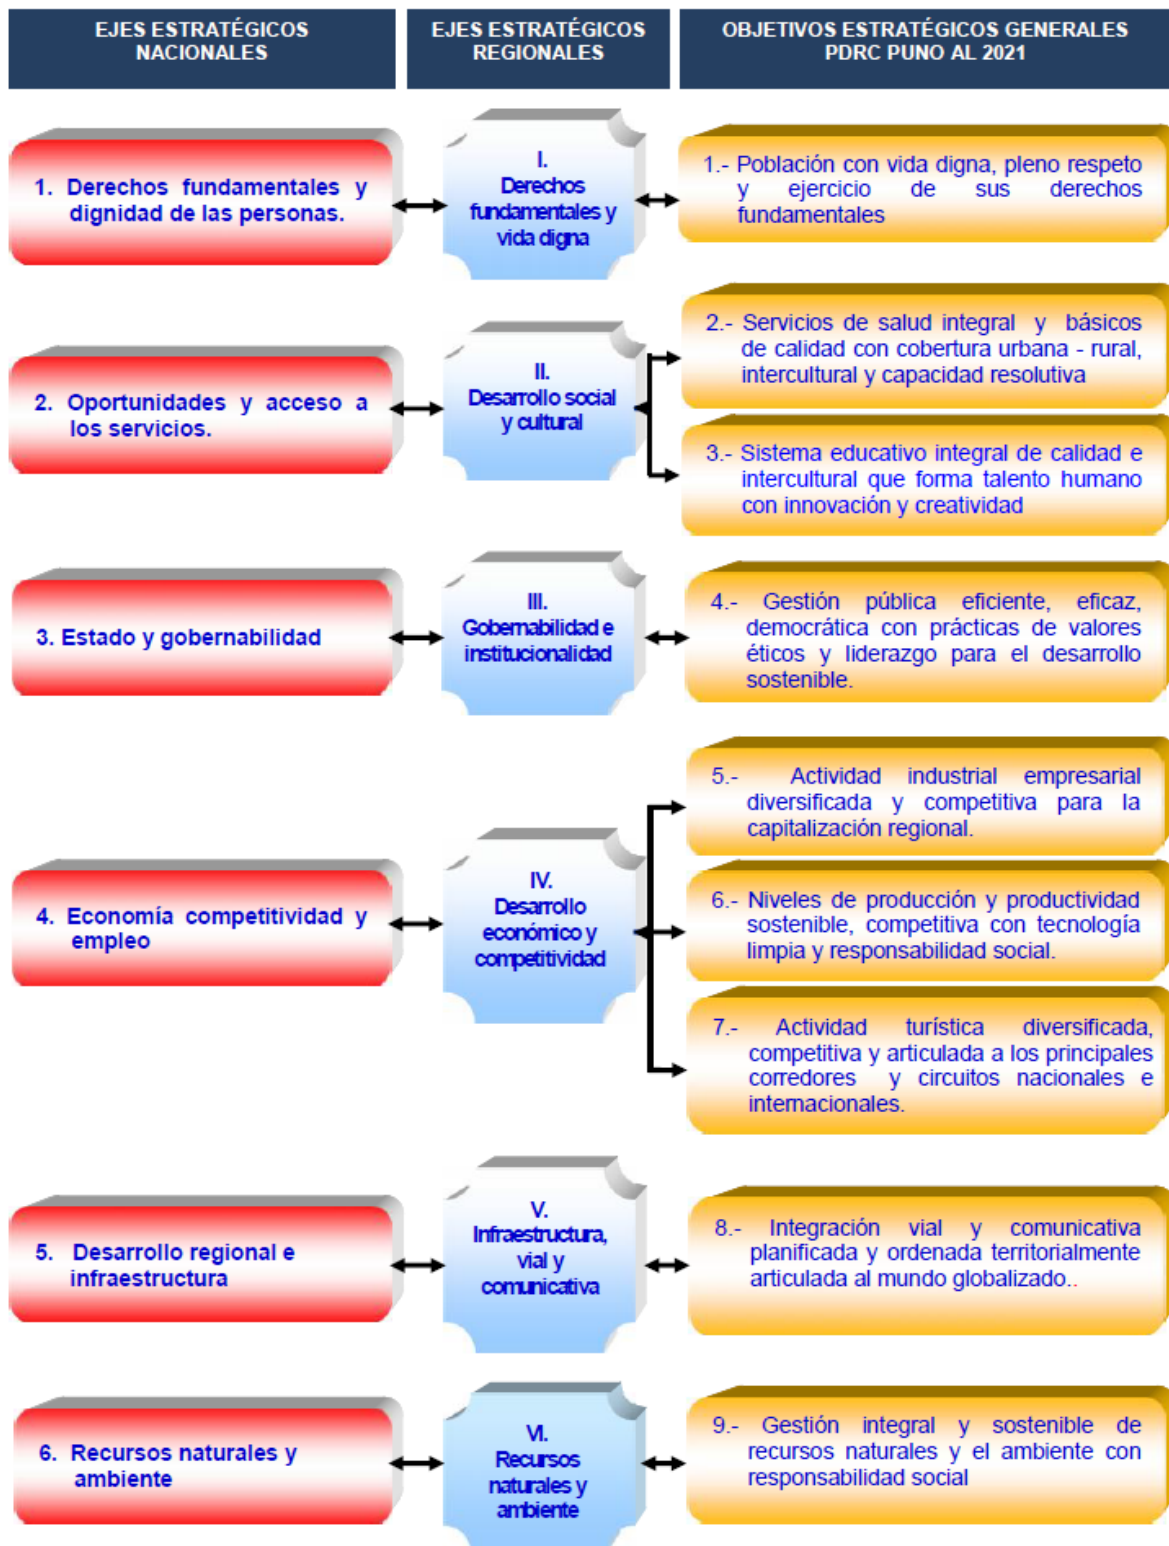 EJES ESTRATÉGICOS
NACIONALES
EJES ESTRATÉGICOS
REGIONALES
OBJETIVOS ESTRATÉGICOS GENERALES
PDRC PUNO AL 2021
1. Derechos fundamentales y
dignidad de las personas.
I.
Derechos
fundamentales y
vida digna
1.- Población con vida digna, pleno respeto
y ejercicio de sus derechos
fundamentales
2. Oportunidades y acceso a
los servicios.
II.
Desarrollo social
y cultural
2.- Servicios de salud integral y básicos
de calidad con cobertura urbana - rural,
intercultural y capacidad resolutiva
3.- Sistema educativo integral de calidad e
intercultural que forma talento humano
con innovación y creatividad
3. Estado y gobernabilidad
III.
Gobernabilidad e
institucionalidad
4.- Gestión pública eficiente, eficaz,
democrática con prácticas de valores
éticos y liderazgo para el desarrollo
sostenible.
4. Economía competitividad y
empleo
IV.
Desarrollo
económico y
competitividad
5.- Actividad industrial empresarial
diversificada y competitiva para la
capitalización regional.
6.- Niveles de producción y productividad
sostenible, competitiva con tecnología
limpia y responsabilidad social.
7.- Actividad turística diversificada,
competitiva y articulada a los principales
corredores y circuitos nacionales e
internacionales.
5. Desarrollo regional e
infraestructura
V.
Infraestructura,
vial y
comunicativa
8.- Integración vial y comunicativa
planificada y ordenada territorialmente
articulada al mundo globalizado..
6. Recursos naturales y
ambiente
VI.
Recursos
naturales y
ambiente
9.- Gestión integral y sostenible de
recursos naturales y el ambiente con
responsabilidad social